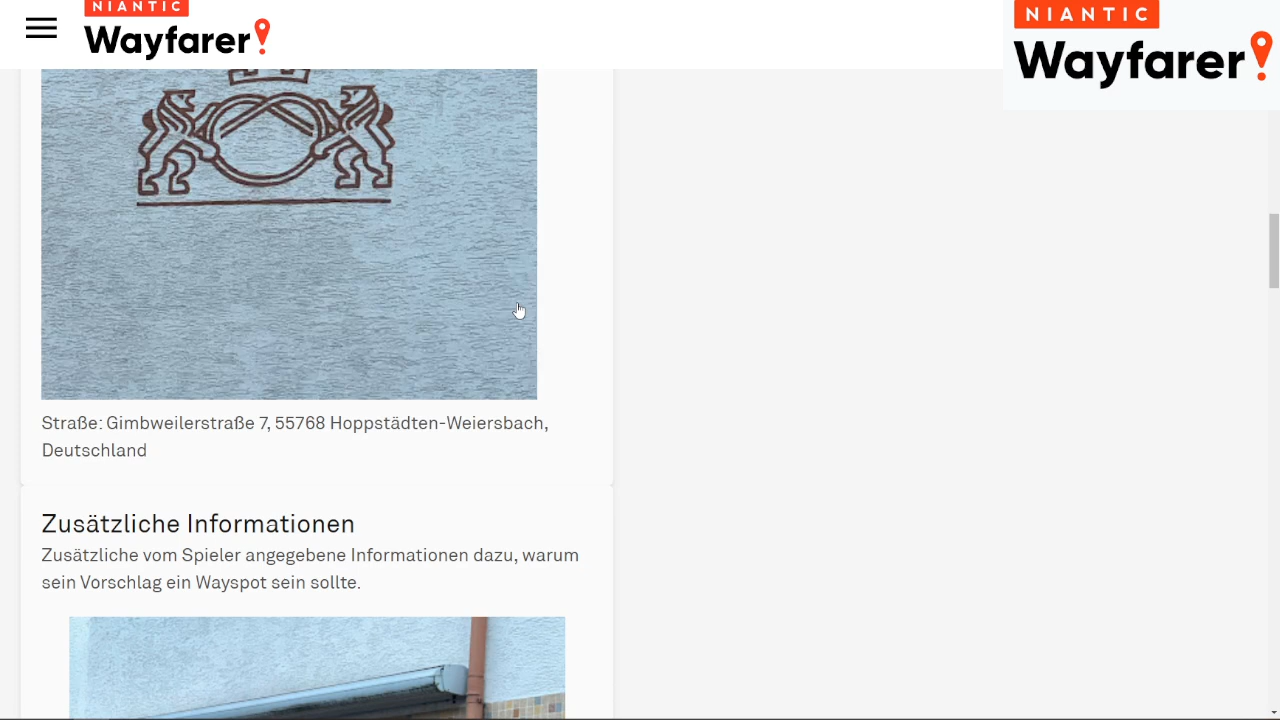 NIANTIC
Wayfarer
NIANTIC
Wayfarer
Straße: Gimbweilerstraße 7, 55768 Hoppstädten-Weiersbach,
Deutschland
Zusätzliche Informationen
Zusätzliche vom Spieler angegebene Informationen dazu, warum
sein Vorschlag ein Wayspot sein sollte.